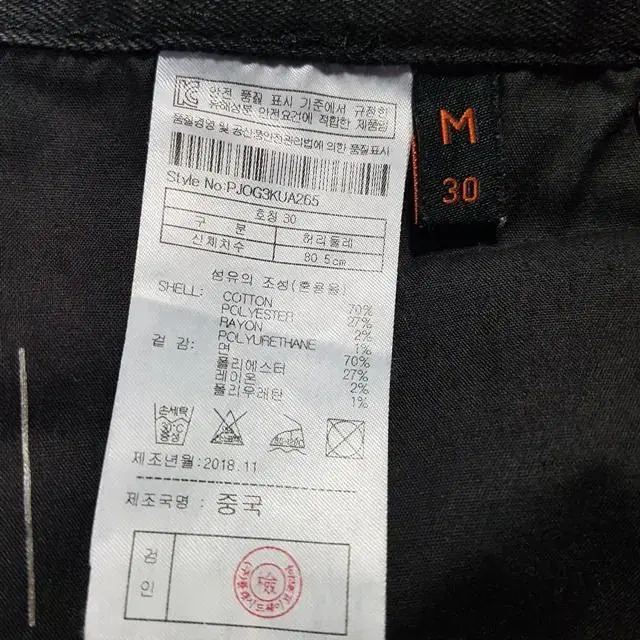 안전 품질 표시 기준에서 규정한
유해성분 안전요건에 적합한 제품임
품질경영 및 공산품안전관리법에 의한 품질표시
Style No:PJOG3KUA265
호칭 30
구 분 허리둘레
신체치수 80.5cm
섬유의 조성(혼용율)
SHELL: COTTON 70%
POLYESTER 27%
RAYON 2%
POLYURETHANE 1%
겉 감: 면 70%
폴리에스터 27%
레이온 2%
폴리우레탄 1%
손세탁
제조년월: 2018.11
제조국명 : 중국
검
인
M
30